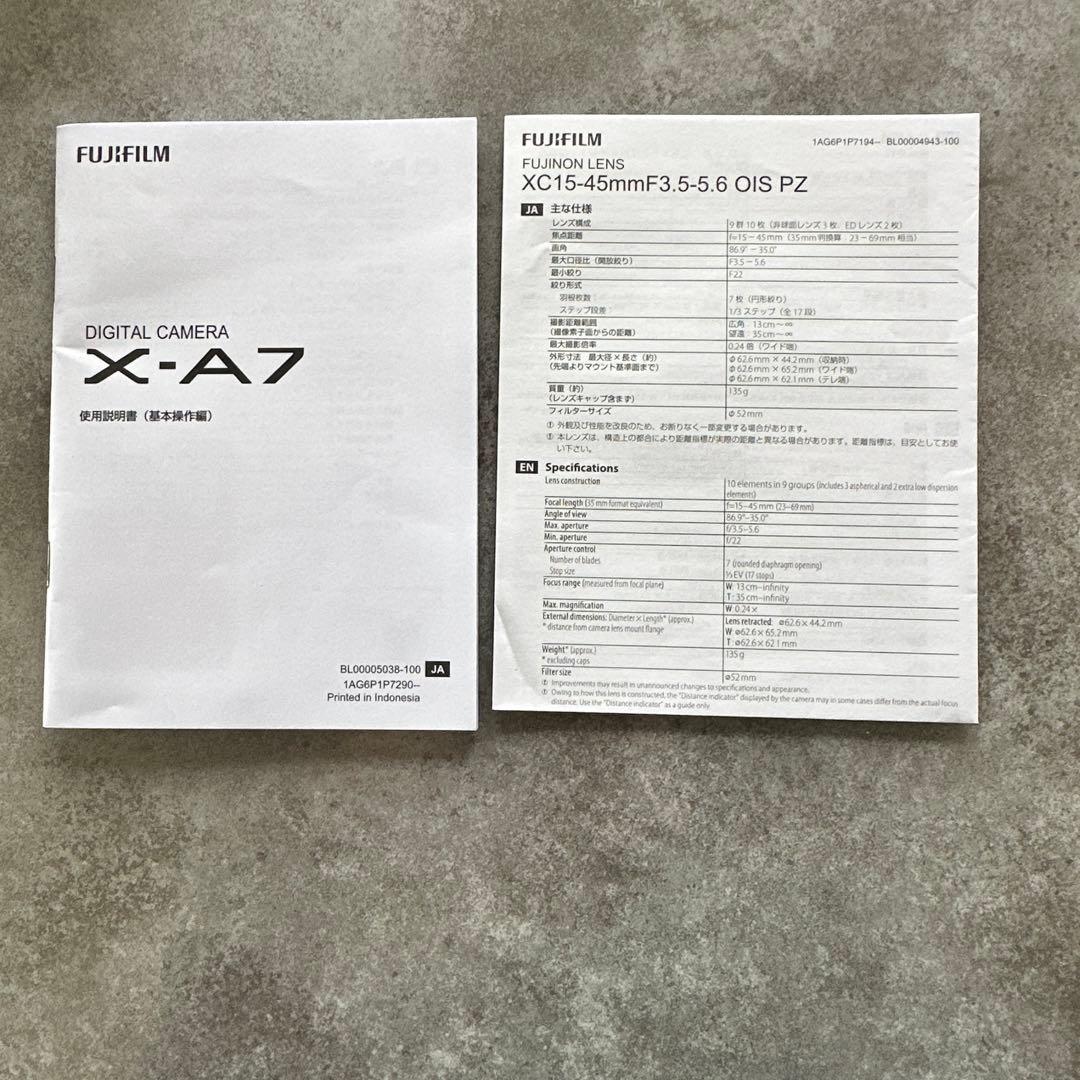 FUJIFILM
DIGITAL CAMERA
X-A7
使用説明書（基本操作編）
BL00005038-100 JA
1AG6P1P7290--
Printed in Indonesia
FUJIFILM
1AG6P1P7194-- BL00004943-100
FUJINON LENS
XC15-45mmF3.5-5.6 OIS PZ
JA 主な仕様
レンズ構成 9群10枚（非球面レンズ3枚、EDレンズ2枚）
焦点距離 f=15－45mm（35mm判換算：23－69mm相当）
画角 86.9°－35.0°
最大口径比（開放絞り） F3.5－5.6
最小絞り F22
絞り形式
羽根枚数 7枚（円形絞り）
ステップ段差 1/3ステップ（全17段）
撮影距離範囲 広角：13cm～∞
（撮像素子面からの距離） 望遠：35cm～∞
最大撮影倍率 0.24倍（ワイド端）
外形寸法 最大径×長さ（約） ϕ62.6mm×44.2mm（収納時）
（先端よりマウント基準面まで） ϕ62.6mm×65.2mm（ワイド端）
ϕ62.6mm×62.1mm（テレ端）
質量（約） 135g
（レンズキャップ含まず）
フィルターサイズ ϕ52mm
① 外観及び性能を改良のため、お断りなく一部変更する場合があります。
① 本レンズは、構造上の都合により距離指標が実際の距離と異なる場合があります。距離指標は、目安としてお使
い下さい。
EN Specifications
Lens construction 10 elements in 9 groups (includes 3 aspherical and 2 extra low dispersion
elements)
Focal length (35 mm format equivalent) f=15–45 mm (23–69 mm)
Angle of view 86.9°–35.0°
Max. aperture f/3.5–5.6
Min. aperture f/22
Aperture control
Number of blades 7 (rounded diaphragm opening)
Stop size ⅓ EV (17 stops)
Focus range (measured from focal plane) W: 13 cm–infinity
T: 35 cm–infinity
Max. magnification W: 0.24×
External dimensions: Diameter × Length* (approx.) Lens retracted: ø62.6 × 44.2 mm
* distance from camera lens mount flange W: ø62.6 × 65.2 mm
T: ø62.6 × 62.1 mm
Weight* (approx.) 135 g
* excluding caps
Filter size ø52 mm
① Improvements may result in unannounced changes to specifications and appearance.
① Owing to how this lens is constructed, the "Distance indicator" displayed by the camera may in some cases differ from the actual focus
distance. Use the "Distance indicator" as a guide only.